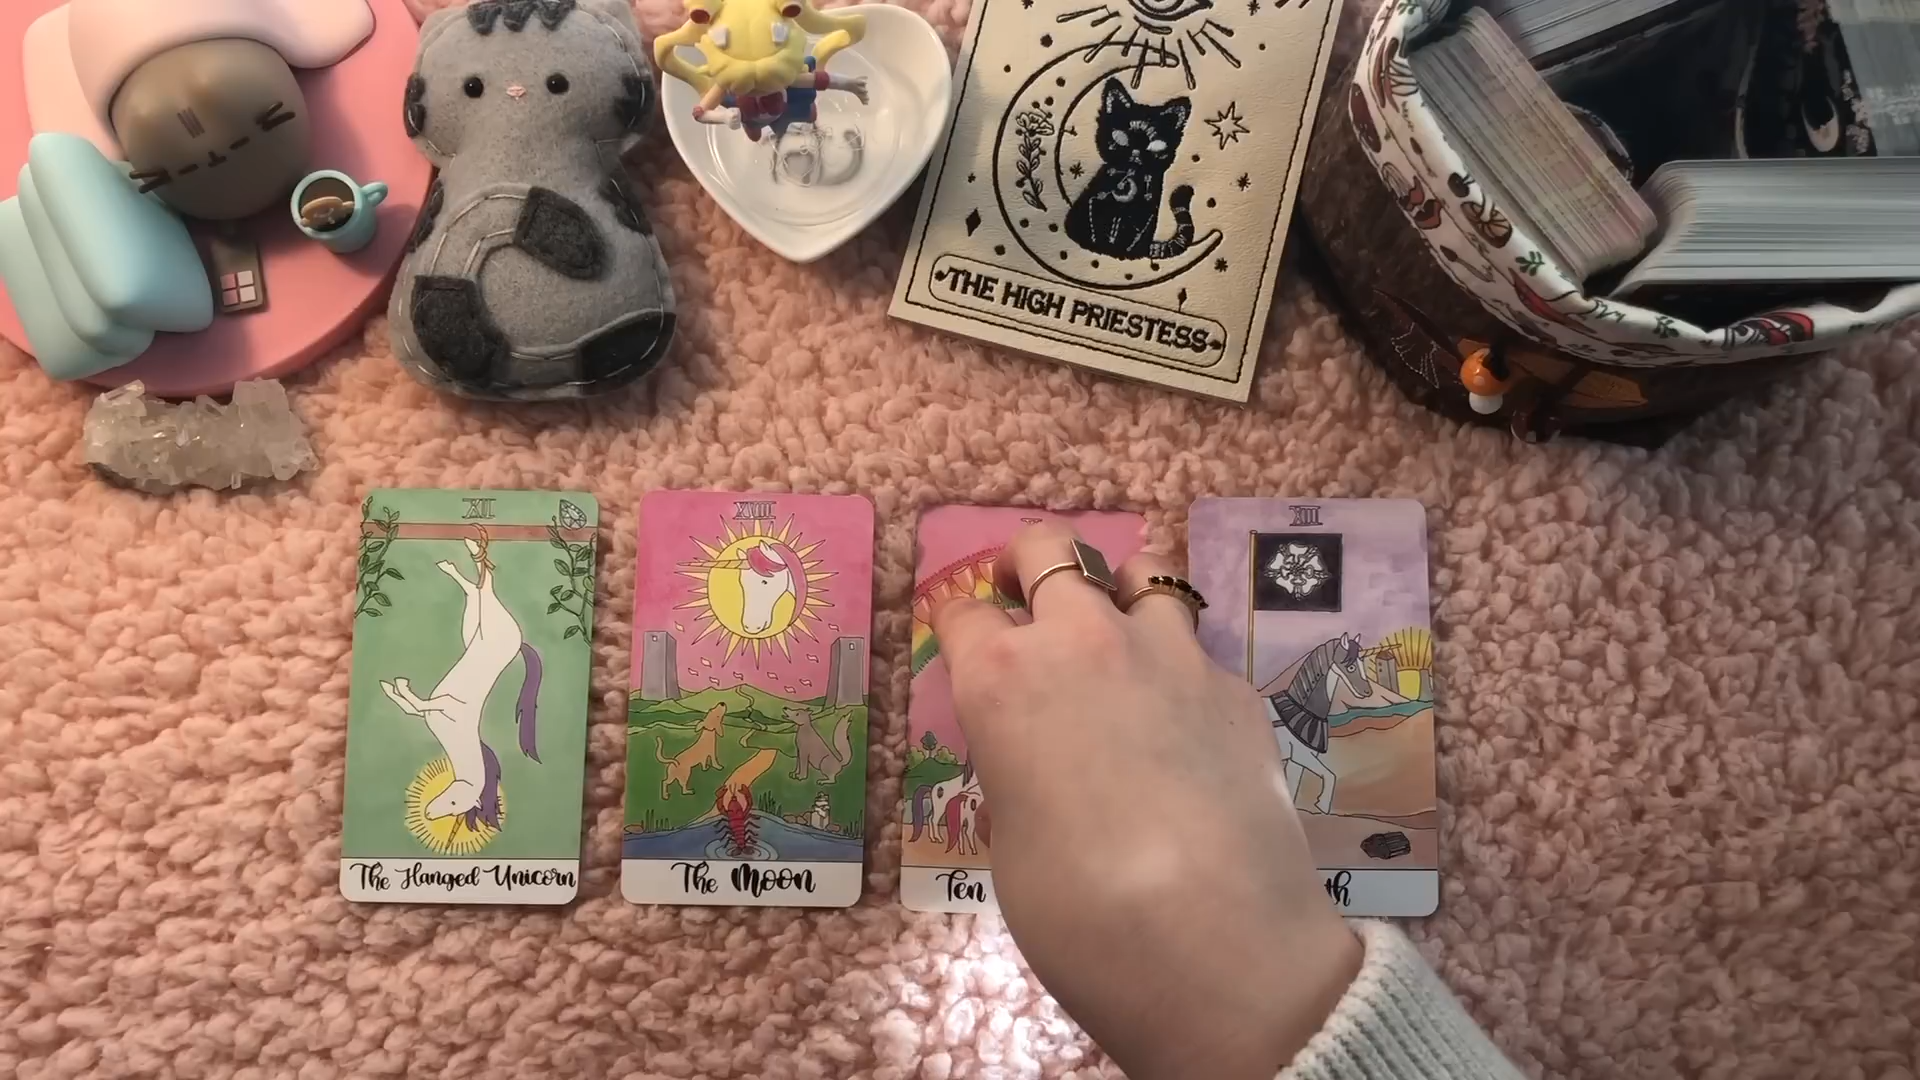 THE HIGH PRIESTESS
XII
The Hanged Unicorn
XVIII
The Moon
Ten
XIII
th